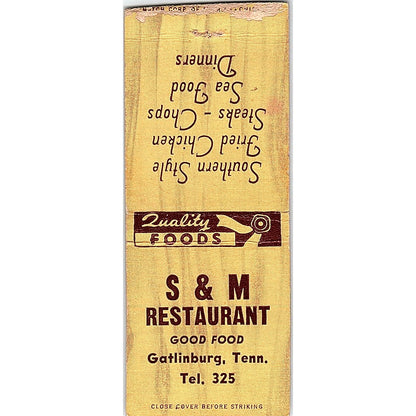 Southern Style
Fried Chicken
Steaks - Chops
Sea Food
Dinners
Quality
FOODS
S & M
RESTAURANT
GOOD FOOD
Gatlinburg, Tenn.
Tel. 325
CLOSE COVER BEFORE STRIKING